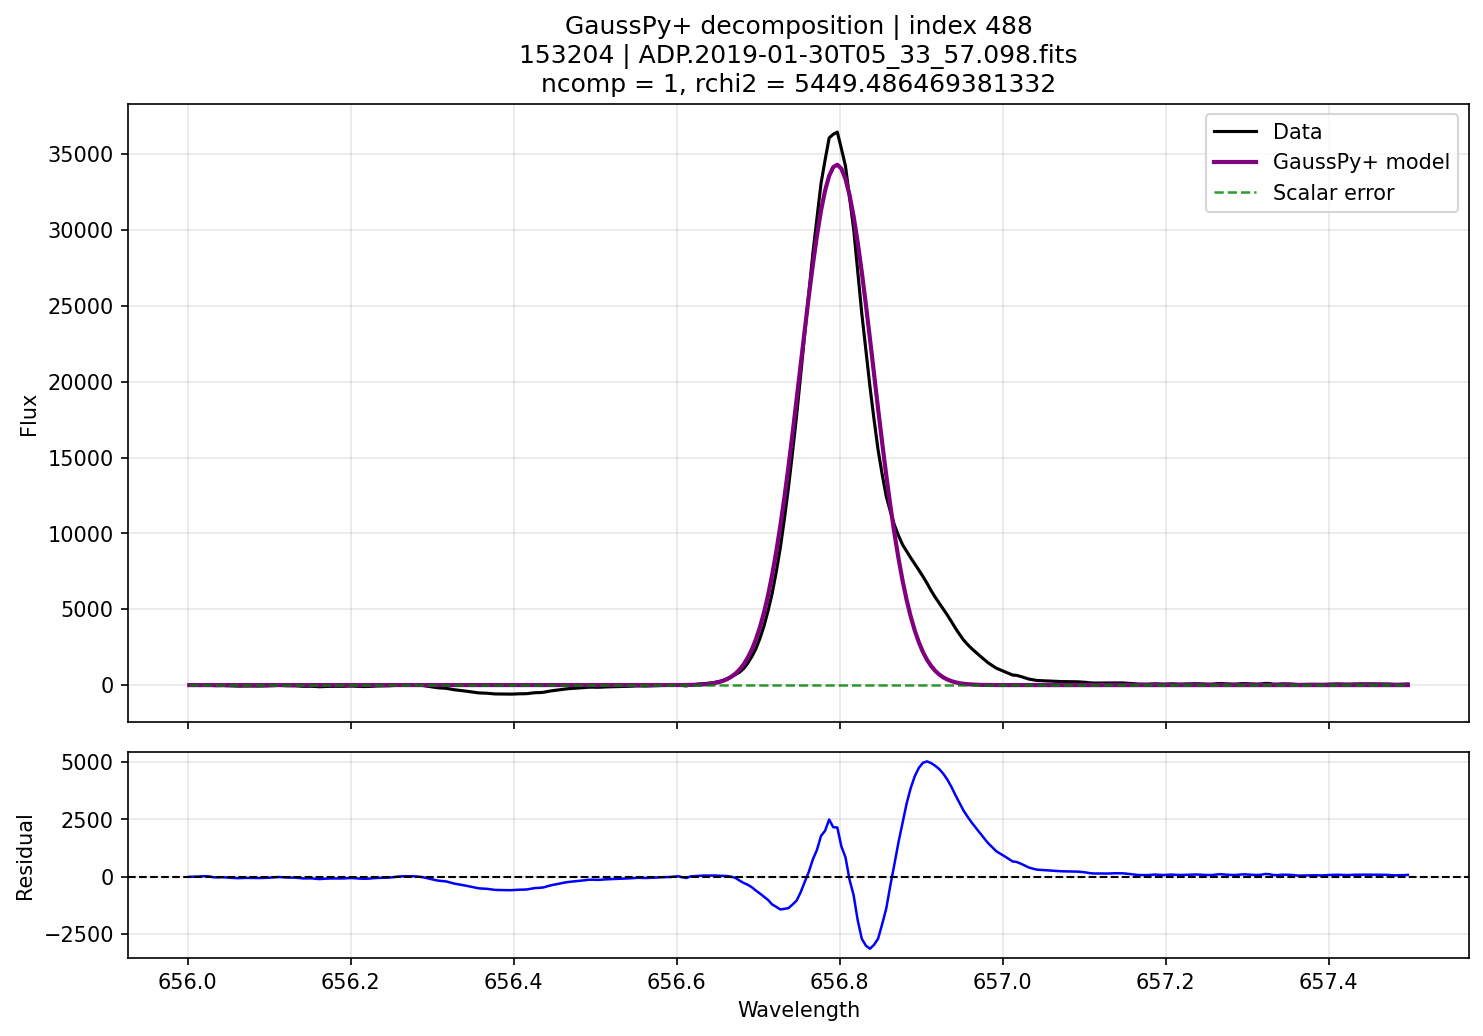 GaussPy+ decomposition | index 488
153204 | ADP.2019-01-30T05_33_57.098.fits
ncomp = 1, rchi2 = 5449.486469381332
Data
GaussPy+ model
Scalar error
35000
30000
25000
20000
15000
10000
5000
0
Flux
5000
2500
0
−2500
Residual
656.0
656.2
656.4
656.6
656.8
657.0
657.2
657.4
Wavelength